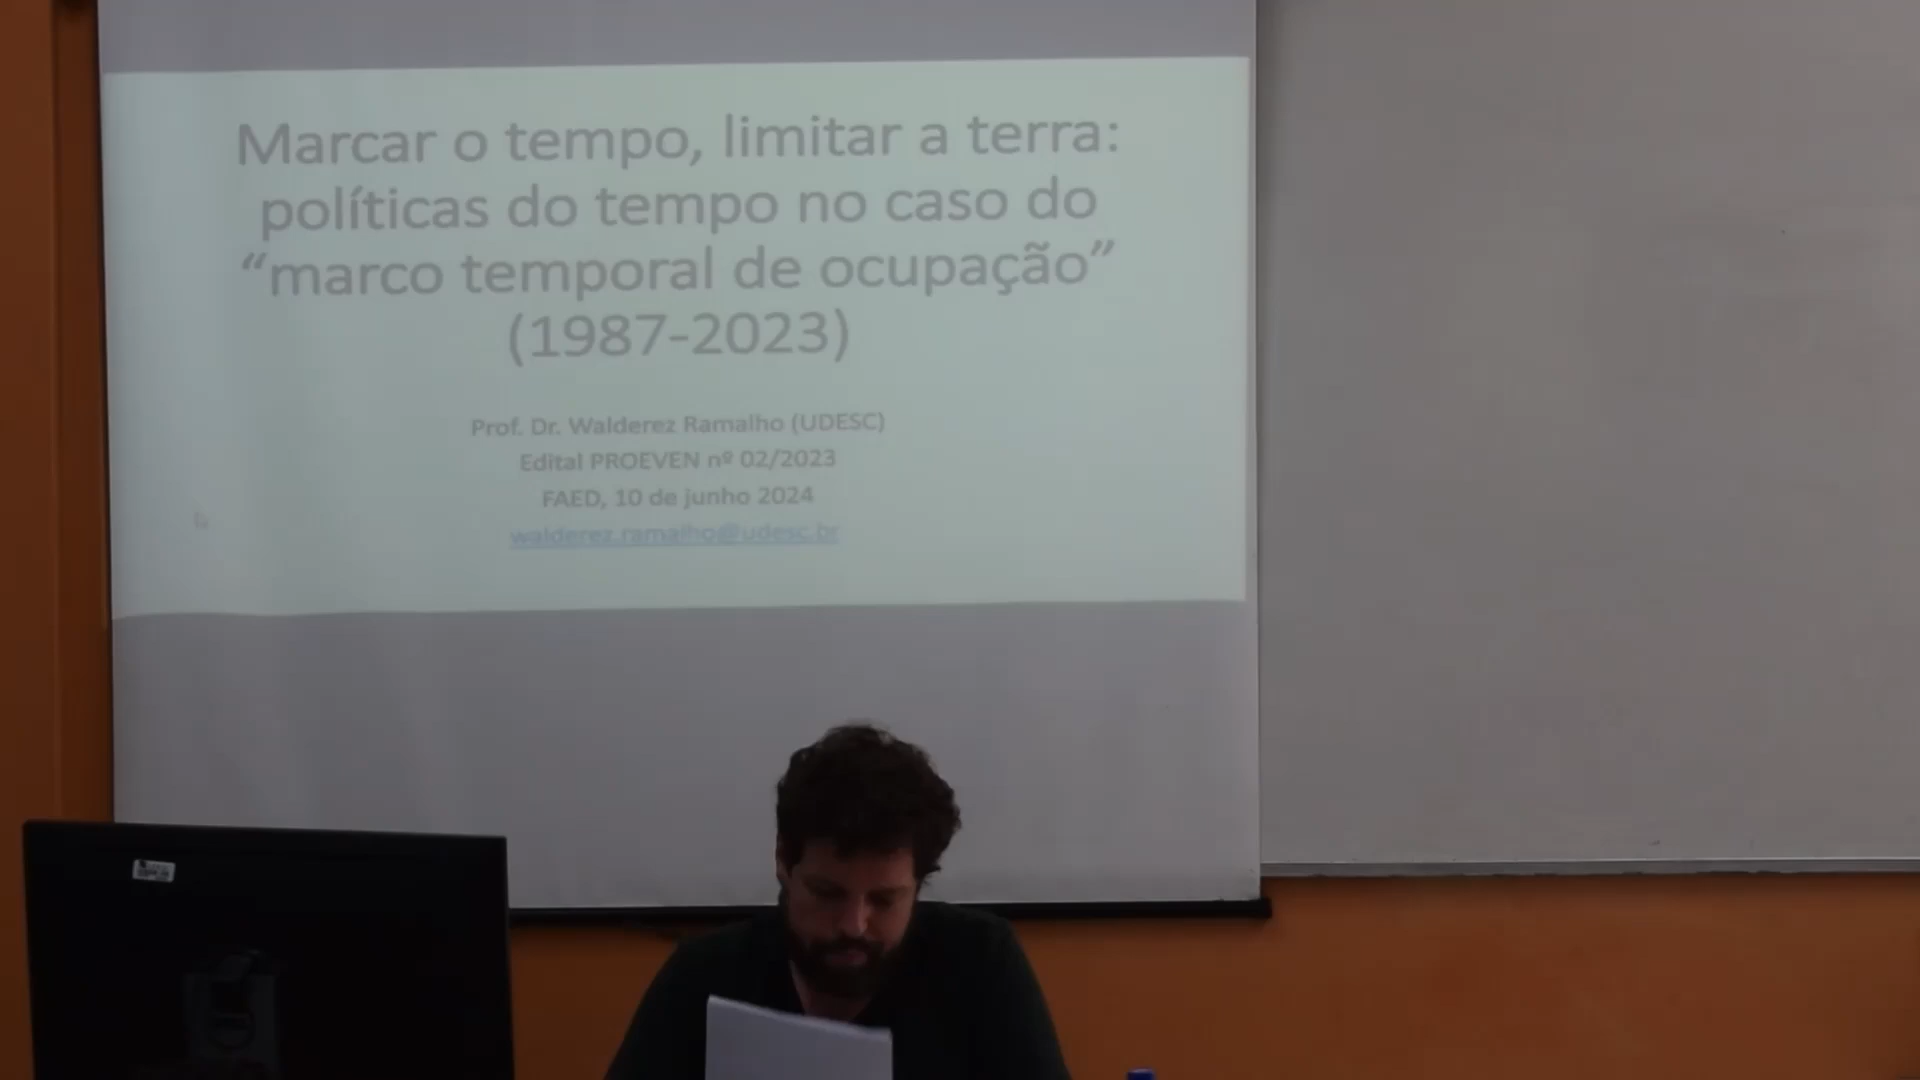 Marcar o tempo, limitar a terra:
políticas do tempo no caso do
“marco temporal de ocupação”
(1987-2023)
Prof. Dr. Walderez Ramalho (UDESC)
Edital PROEVEN nº 02/2023
FAED, 10 de junho 2024
walderez.ramalho@udesc.br